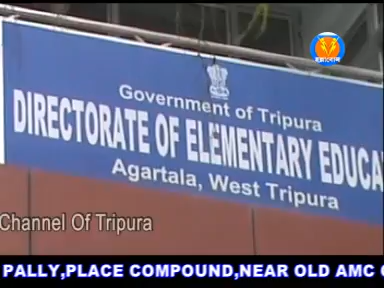 Government of Tripura
DIRECTORATE OF ELEMENTARY EDUCA
Agartala, West Tripura
Channel Of Tripura
PALLY,PLACE COMPOUND,NEAR OLD AMC